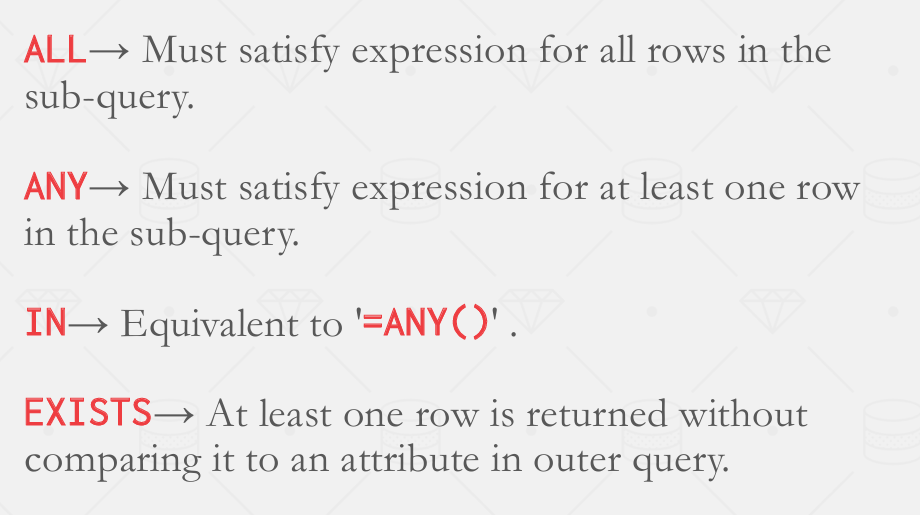 ALL→ Must satisfy expression for all rows in the
sub-query.
ANY→ Must satisfy expression for at least one row
in the sub-query.
IN→ Equivalent to '=ANY()' .
EXISTS→ At least one row is returned without
comparing it to an attribute in outer query.